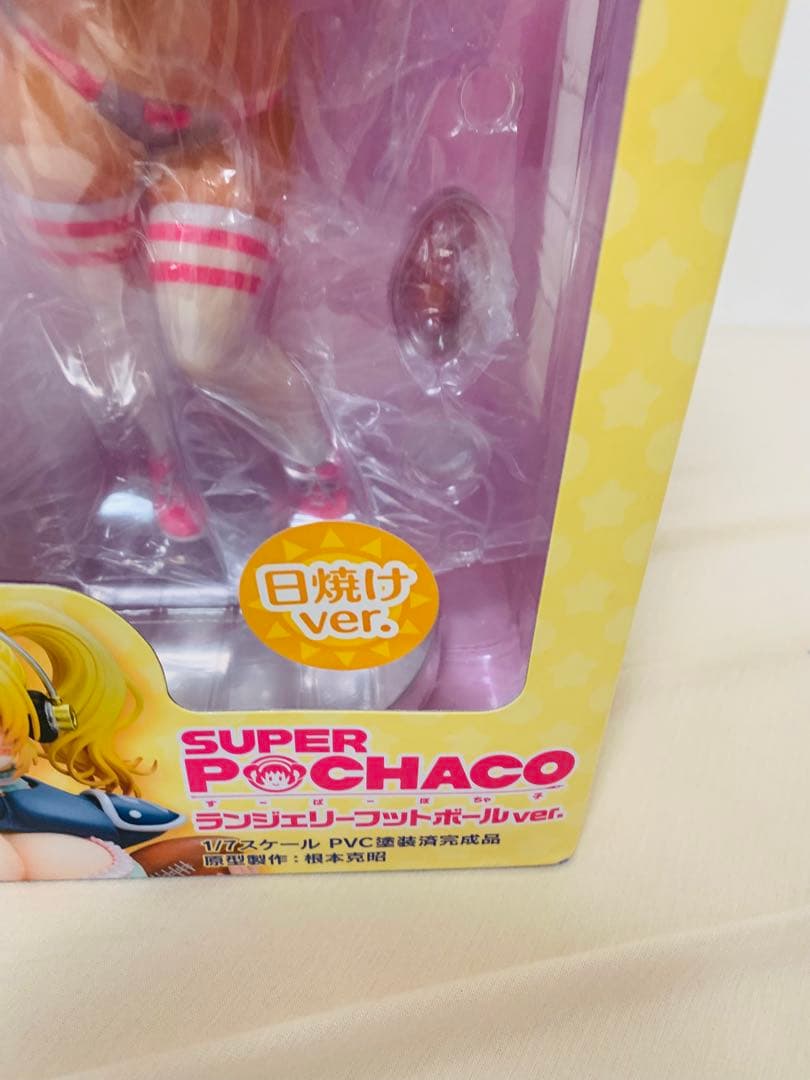 日焼け
ver.
SUPER
POCHACO
すーぱーぽちゃ子
ランジェリーフットボールver.
1/7スケール PVC塗装済完成品
原型製作：根本克昭